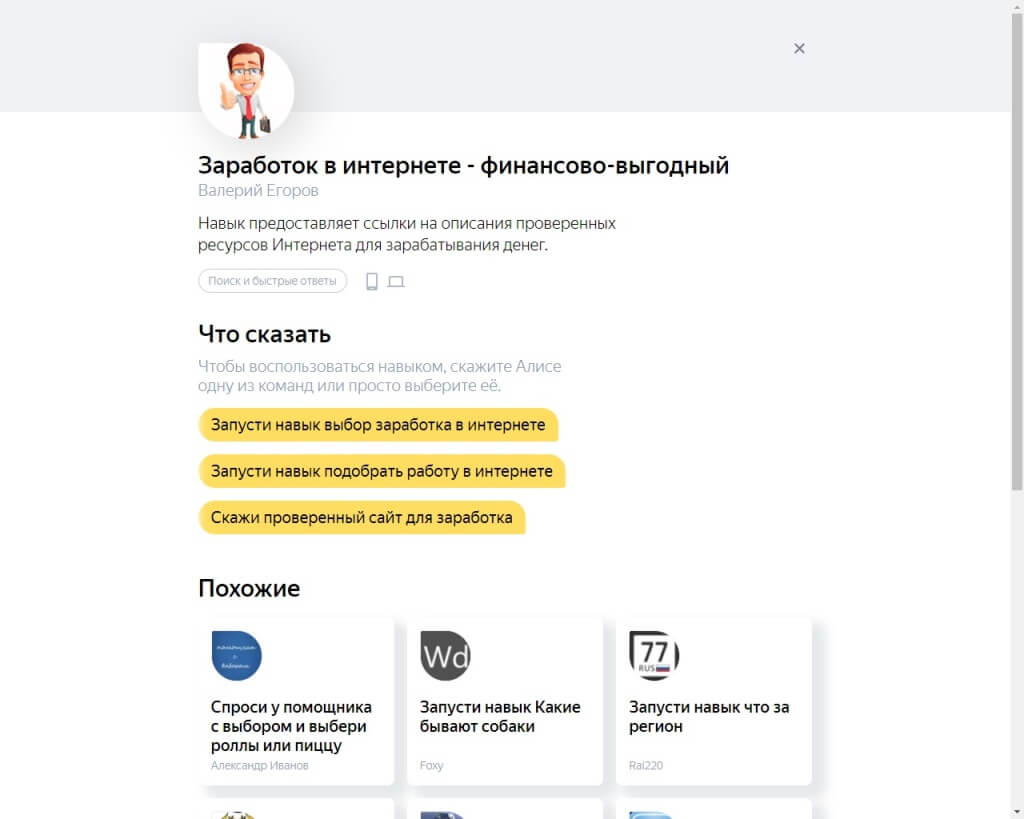 Заработок в интернете - финансово-выгодный
Валерий Егоров
Навык предоставляет ссылки на описания проверенных
ресурсов Интернета для зарабатывания денег.
Поиск и быстрые ответы
Что сказать
Чтобы воспользоваться навыком, скажите Алисе
одну из команд или просто выберите её.
Запусти навык выбор заработка в интернете
Запусти навык подобрать работу в интернете
Скажи проверенный сайт для заработка
Похожие
Спроси у помощника
с выбором и выбери
роллы или пиццу
Александр Иванов
Wd
Запусти навык Какие
бывают собаки
Foxy
77
RUS
Запусти навык что за
регион
Rai220